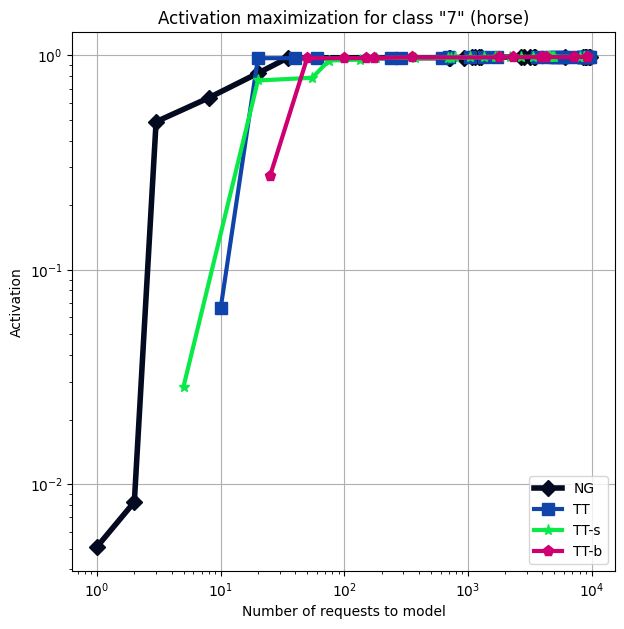 Activation maximization for class "7" (horse)
Activation
10⁰
10⁻¹
10⁻²
NG
TT
TT-s
TT-b
10⁰ 10¹ 10² 10³ 10⁴
Number of requests to model